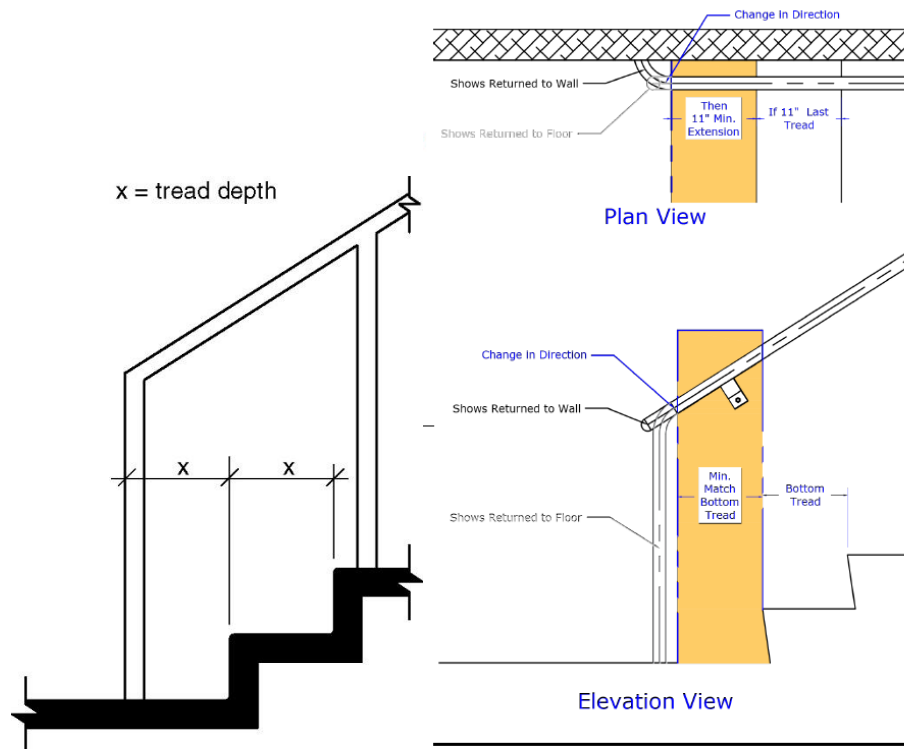 x = tread depth
x
x
Change in Direction
Shows Returned to Wall
Shows Returned to Floor
Then
11" Min.
Extension
If 11" Last
Tread
Plan View
Change in Direction
Shows Returned to Wall
Shows Returned to Floor
Min.
Match
Bottom
Tread
Bottom
Tread
Elevation View